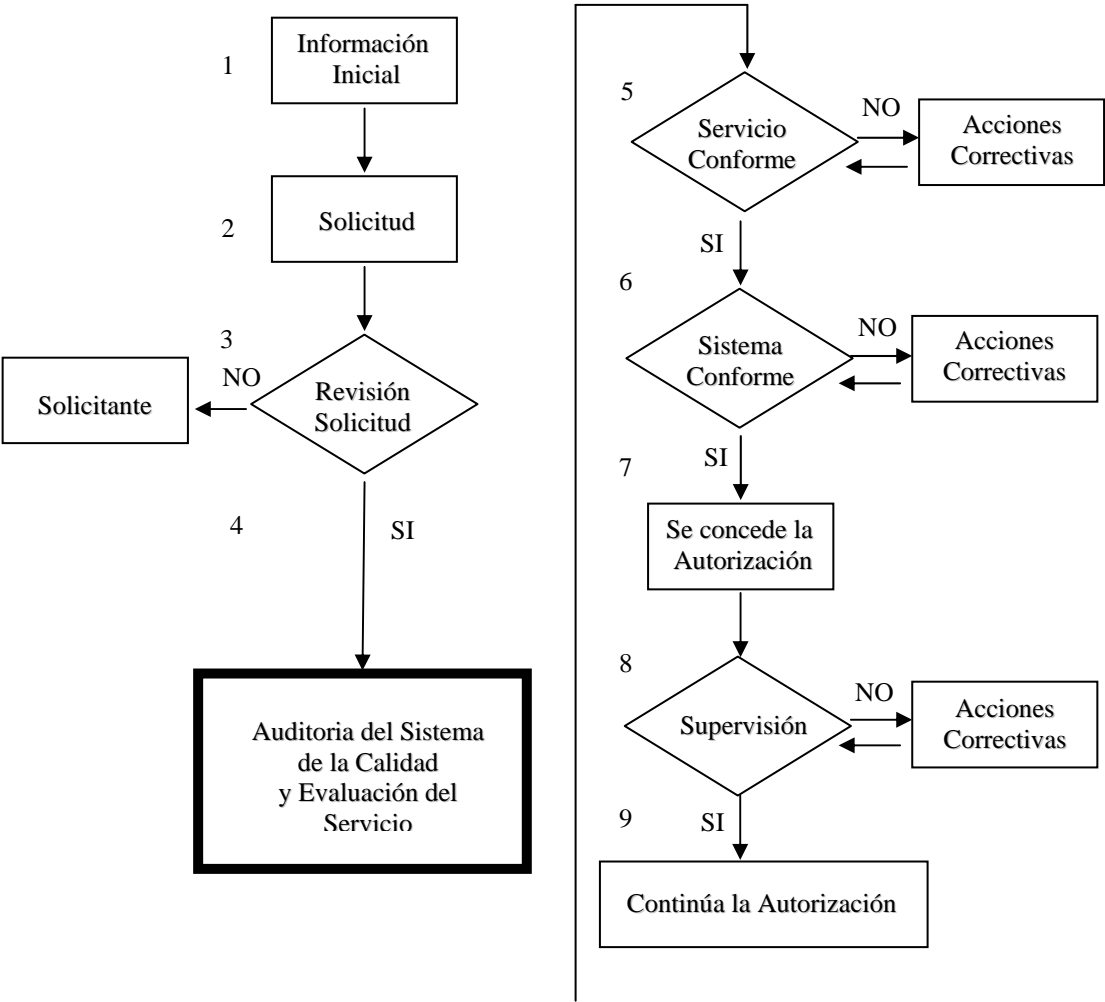 1
Información
Inicial
2
Solicitud
3
NO
Solicitante
Revisión
Solicitud
4
SI
Auditoria del Sistema
de la Calidad
y Evaluación del
Servicio
5
Servicio
Conforme
NO
Acciones
Correctivas
SI
6
Sistema
Conforme
NO
Acciones
Correctivas
SI
7
Se concede la
Autorización
8
Supervisión
NO
Acciones
Correctivas
9
SI
Continúa la Autorización